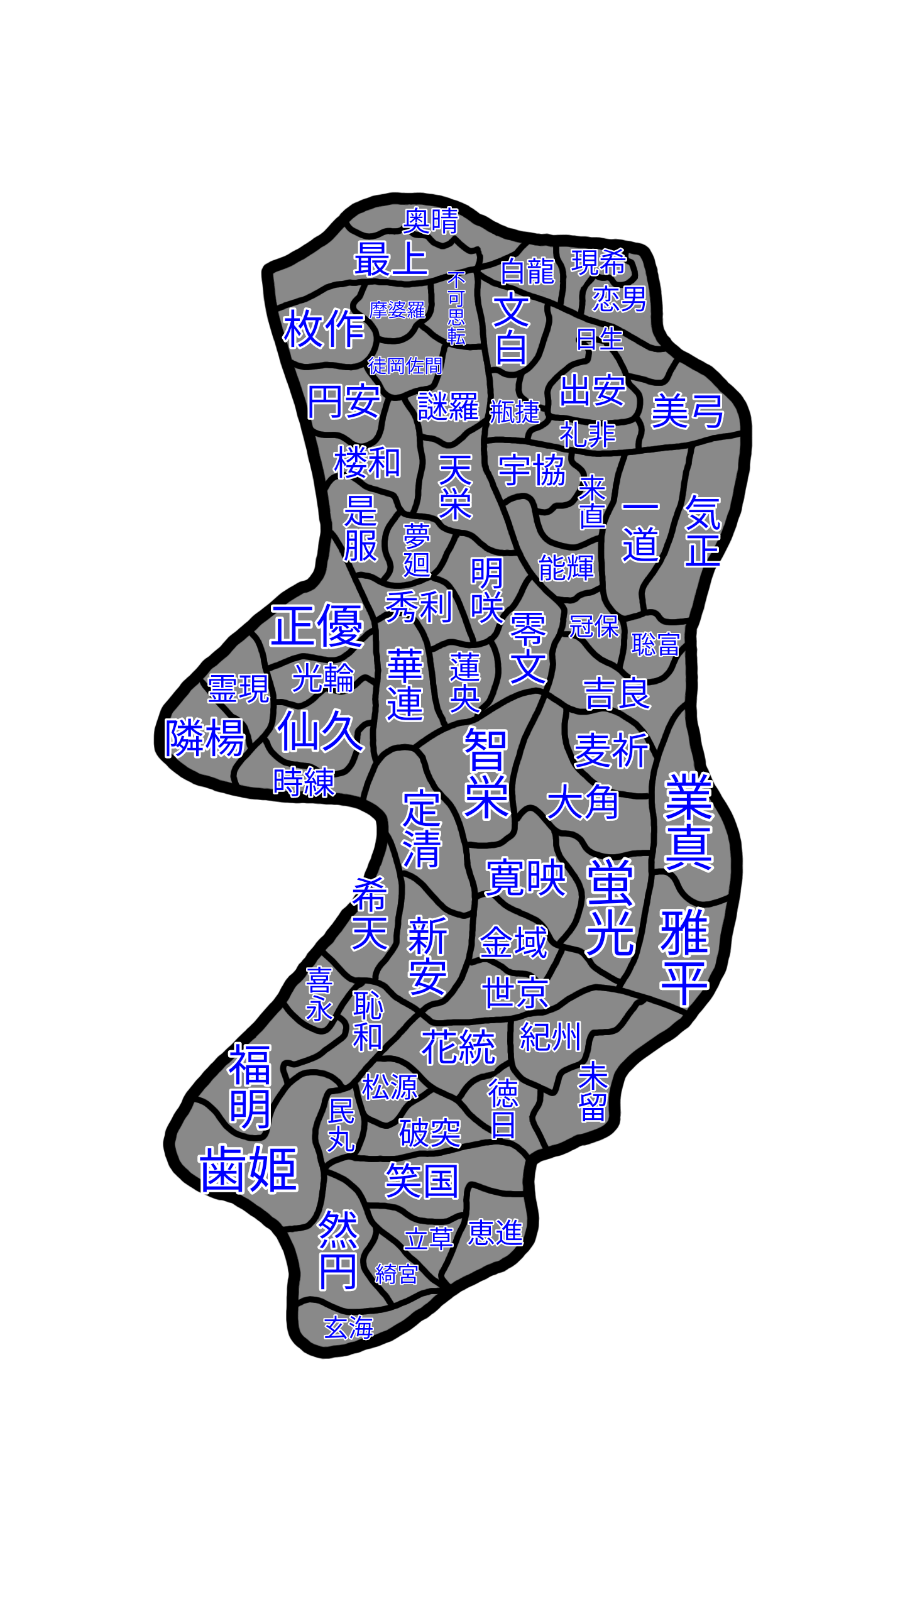 奥晴
最上
白龍
現希
不可思転
恋男
摩婆羅
文白
枚作
日生
徒岡佐間
出安
円安
謎羅
瓶捷
美弓
礼非
楼和
天栄
宇協
来直
一道
気正
是服
夢廻
能輝
明咲
秀利
正優
零文
冠保
聡富
華連
蓮央
光輪
霊現
吉良
隣楊
仙久
智栄
麦祈
時練
大角
業真
定清
寛映
蛍光
希天
新安
金域
雅平
世京
喜永
恥和
花統
紀州
福明
松源
徳日
未留
民丸
破突
歯姫
笑国
然円
立草
恵進
綺宮
玄海